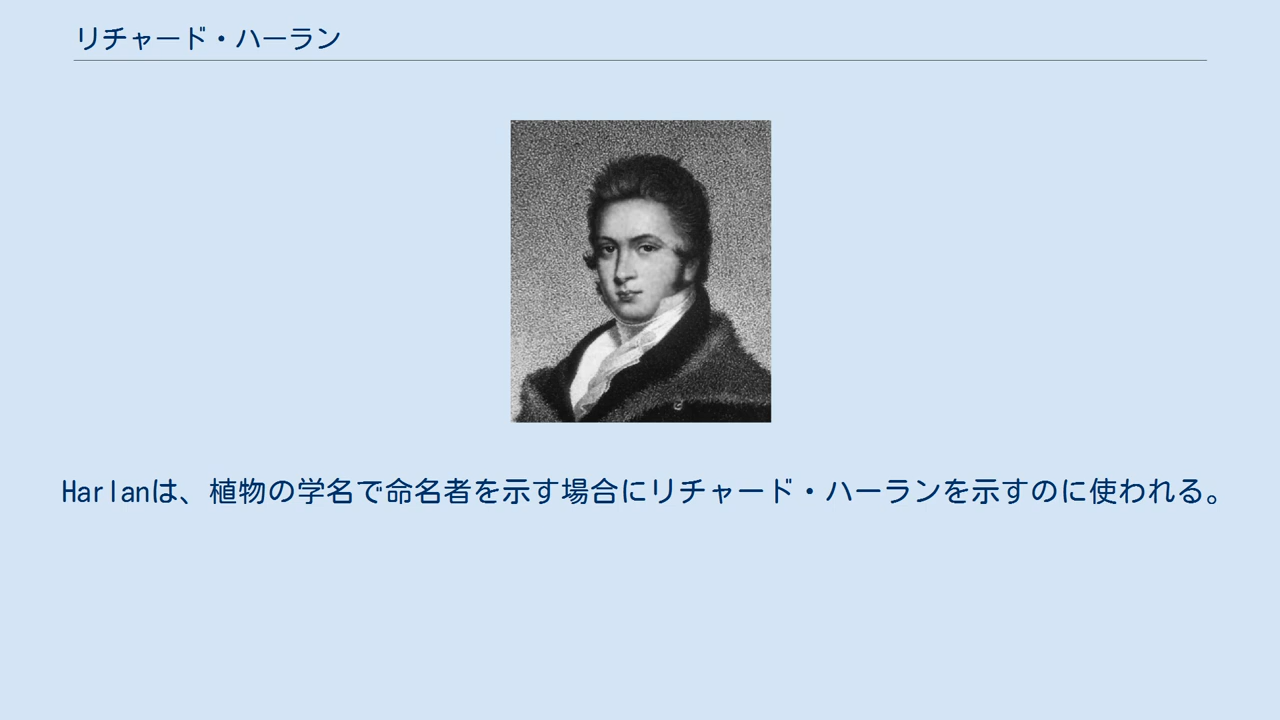 リチャード・ハーラン
Harlanは、植物の学名で命名者を示す場合にリチャード・ハーランを示すのに使われる。